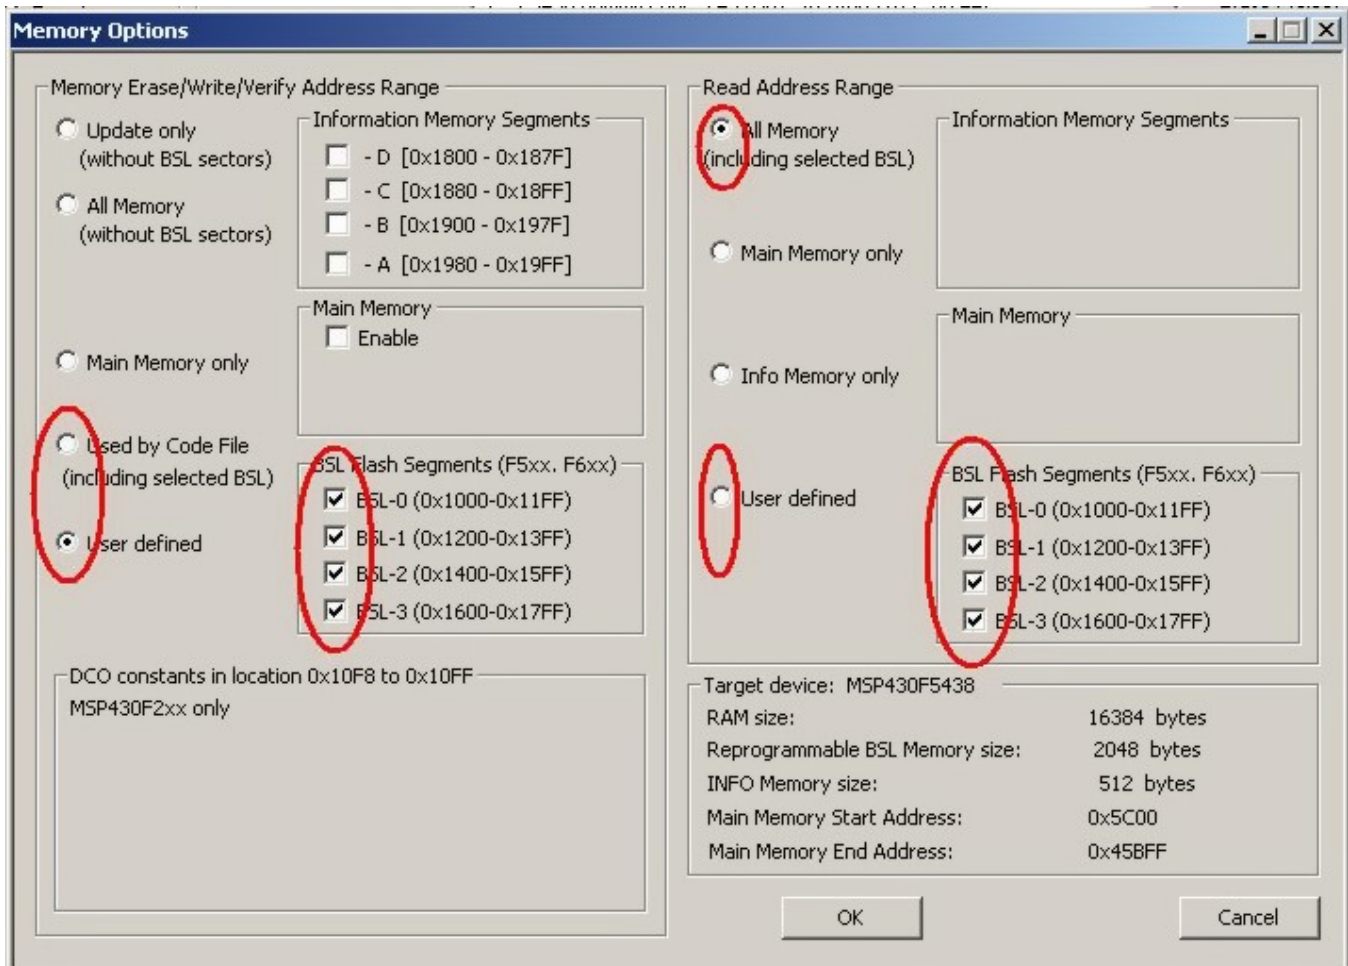 Memory Options
Memory Erase/Write/Verify Address Range
Update only
(without BSL sectors)
All Memory
(without BSL sectors)
Main Memory only
Used by Code File
(including selected BSL)
User defined
Information Memory Segments
- D [0x1800 - 0x187F]
- C [0x1880 - 0x18FF]
- B [0x1900 - 0x197F]
- A [0x1980 - 0x19FF]
Main Memory
Enable
BSL Flash Segments (F5xx. F6xx)
BSL-0 (0x1000-0x11FF)
BSL-1 (0x1200-0x13FF)
BSL-2 (0x1400-0x15FF)
BSL-3 (0x1600-0x17FF)
DCO constants in location 0x10F8 to 0x10FF
MSP430F2xx only
Read Address Range
All Memory
(including selected BSL)
Main Memory only
Info Memory only
User defined
Information Memory Segments
Main Memory
BSL Flash Segments (F5xx. F6xx)
BSL-0 (0x1000-0x11FF)
BSL-1 (0x1200-0x13FF)
BSL-2 (0x1400-0x15FF)
BSL-3 (0x1600-0x17FF)
Target device: MSP430F5438
RAM size: 16384 bytes
Reprogrammable BSL Memory size: 2048 bytes
INFO Memory size: 512 bytes
Main Memory Start Address: 0x5C00
Main Memory End Address: 0x45BFF
OK
Cancel